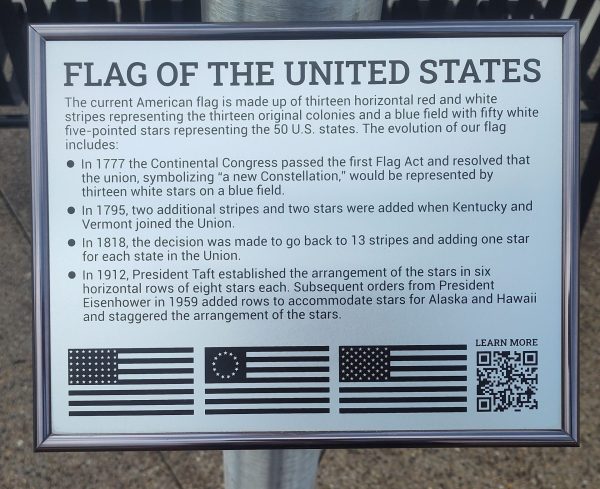 FLAG OF THE UNITED STATES
The current American flag is made up of thirteen horizontal red and white
stripes representing the thirteen original colonies and a blue field with fifty white
five-pointed stars representing the 50 U.S. states. The evolution of our flag
includes:
● In 1777 the Continental Congress passed the first Flag Act and resolved that
the union, symbolizing “a new Constellation,” would be represented by
thirteen white stars on a blue field.
● In 1795, two additional stripes and two stars were added when Kentucky and
Vermont joined the Union.
● In 1818, the decision was made to go back to 13 stripes and adding one star
for each state in the Union.
● In 1912, President Taft established the arrangement of the stars in six
horizontal rows of eight stars each. Subsequent orders from President
Eisenhower in 1959 added rows to accommodate stars for Alaska and Hawaii
and staggered the arrangement of the stars.
LEARN MORE